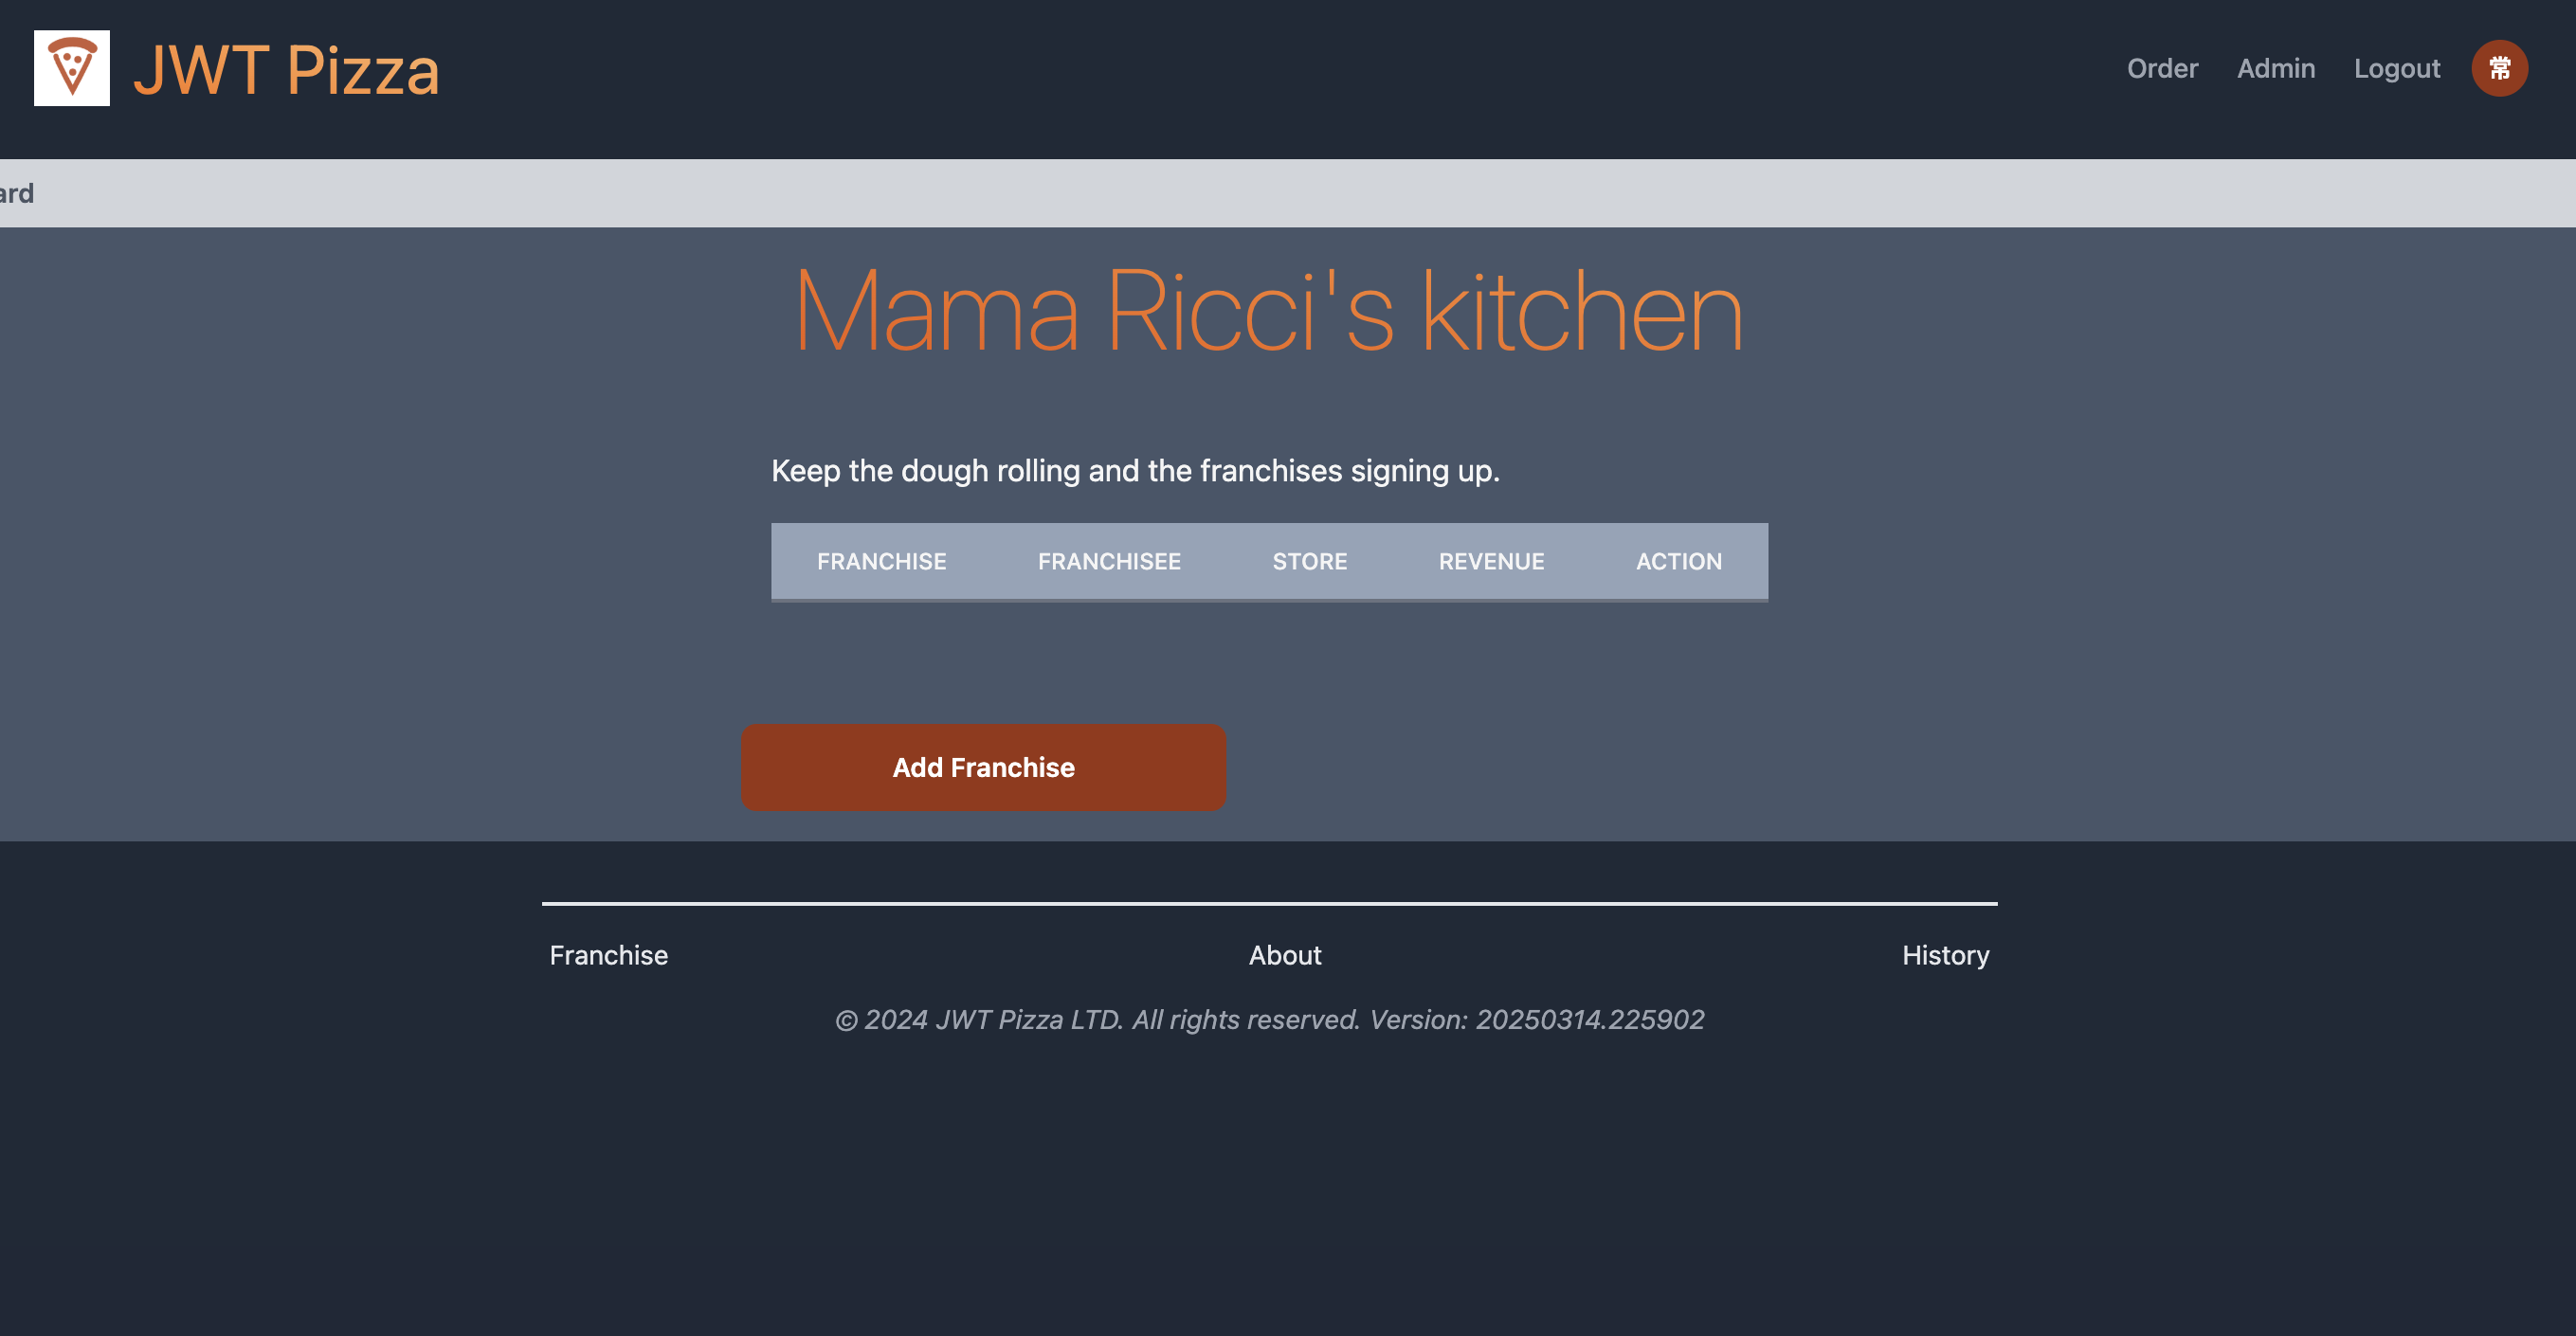 JWT Pizza
Order Admin Logout 常
ard
Mama Ricci's kitchen
Keep the dough rolling and the franchises signing up.
FRANCHISE FRANCHISEE STORE REVENUE ACTION
Add Franchise
Franchise About History
© 2024 JWT Pizza LTD. All rights reserved. Version: 20250314.225902